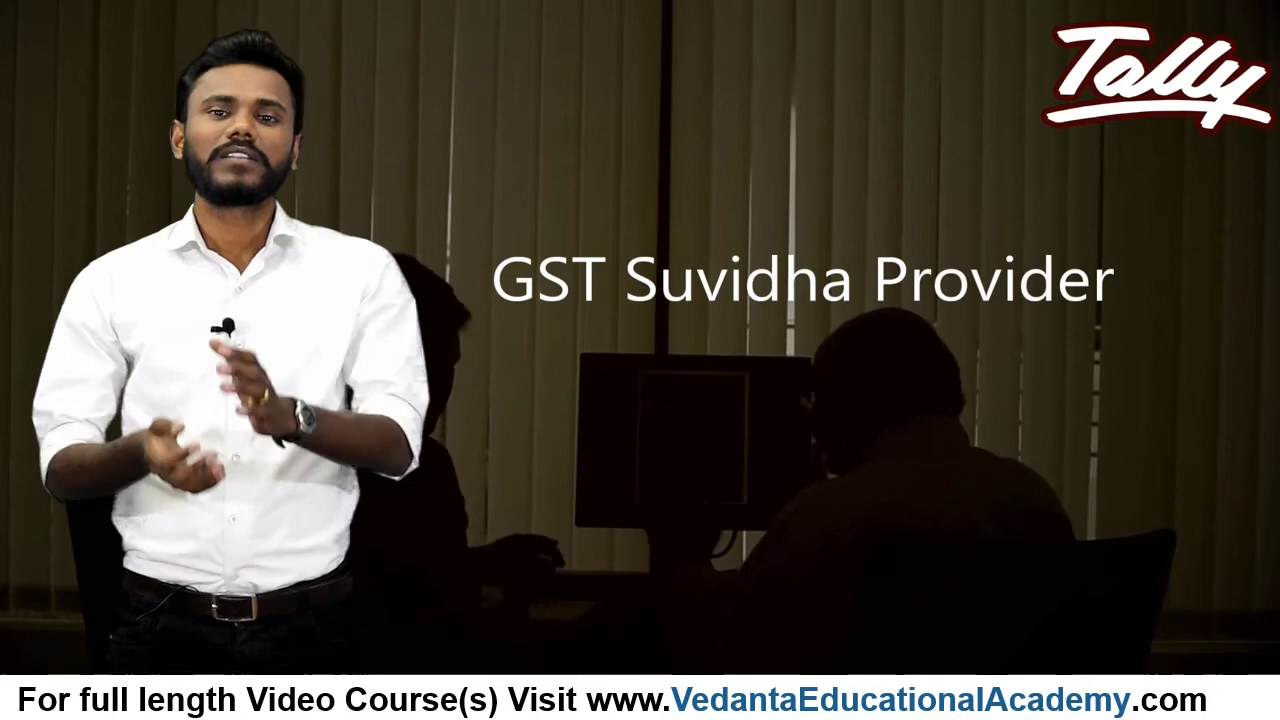 Tally
GST Suvidha Provider
For full length Video Course(s) Visit www.VedantaEducationalAcademy.com